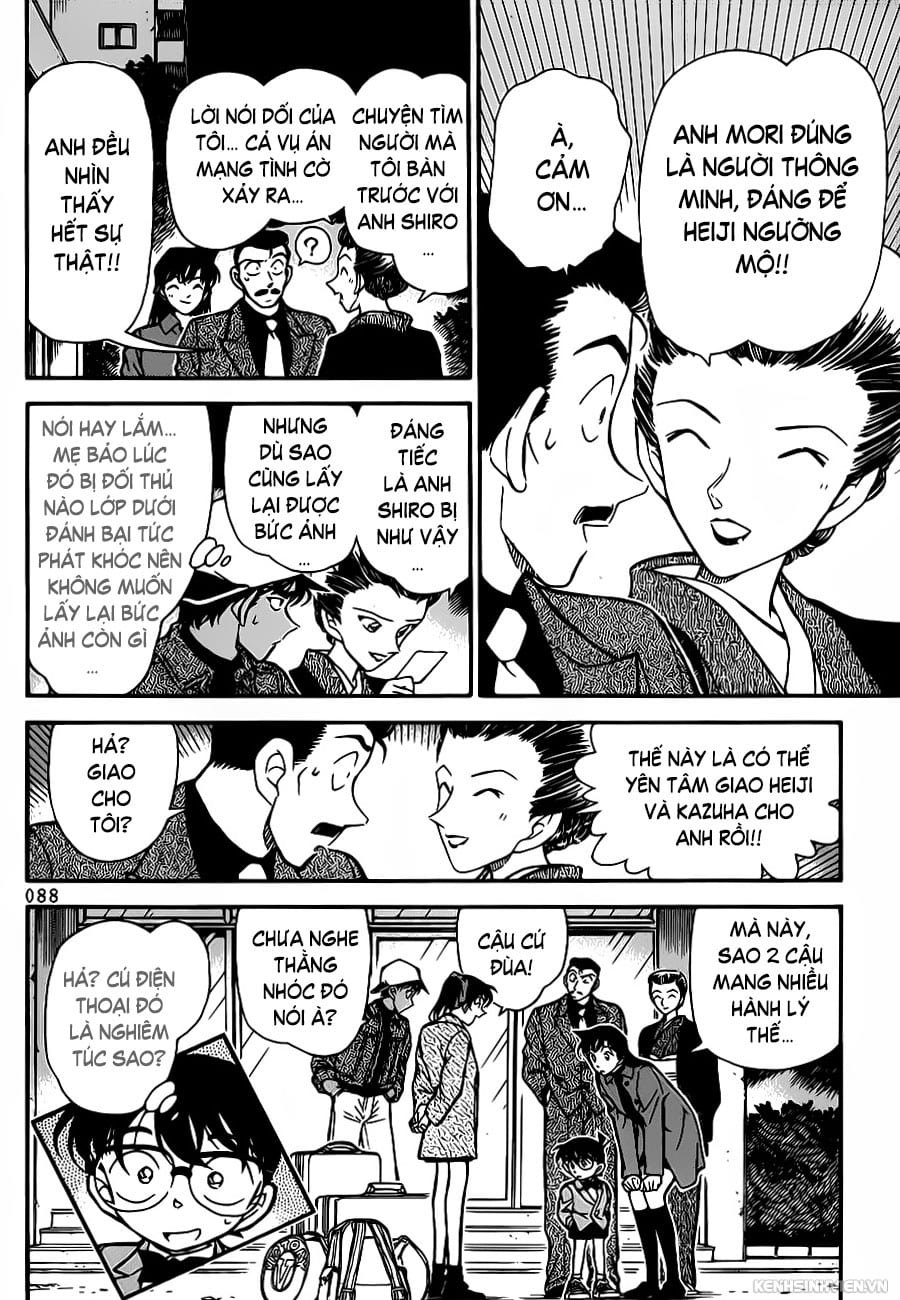 ANH MORI ĐÚNG
LÀ NGƯỜI THÔNG
MINH, ĐÁNG ĐỂ
HEIJI NGƯỠNG
MỘ!!
À,
CẢM
ƠN...
CHUYỆN TÌM
NGƯỜI MÀ
TÔI BÀN
TRƯỚC VỚI
ANH SHIRO
...
LỜI NÓI DỐI CỦA
TÔI... CẢ VỤ ÁN
MẠNG TÌNH CỜ
XẢY RA...
?
ANH ĐỀU
NHÌN
THẤY
HẾT SỰ
THẬT!!
ĐÁNG
TIẾC
LÀ ANH
SHIRO BỊ
NHƯ VẬY
...
NHƯNG
DÙ SAO
CŨNG LẤY
LẠI ĐƯỢC
BỨC ẢNH
...
NÓI HAY LẮM...
MẸ BẢO LÚC
ĐÓ BỊ ĐỐI THỦ
NÀO LỚP DƯỚI
ĐÁNH BẠI TỨC
PHÁT KHÓC NÊN
KHÔNG MUỐN
LẤY LẠI BỨC
ẢNH CÒN GÌ
...
THẾ NÀY LÀ CÓ THỂ
YÊN TÂM GIAO HEIJI
VÀ KAZUHA CHO
ANH RỒI!!
HẢ?
GIAO
CHO
TÔI?
088
MÀ NÀY,
SAO 2 CẬU
MANG NHIỀU
HÀNH LÝ
THẾ...
CẬU CỨ
ĐÙA!
CHƯA NGHE
THẰNG
NHÓC ĐÓ
NÓI À?
HẢ? CÚ ĐIỆN
THOẠI ĐÓ
LÀ NGHIÊM
TÚC SAO?
KENHSINHVIEN.VN